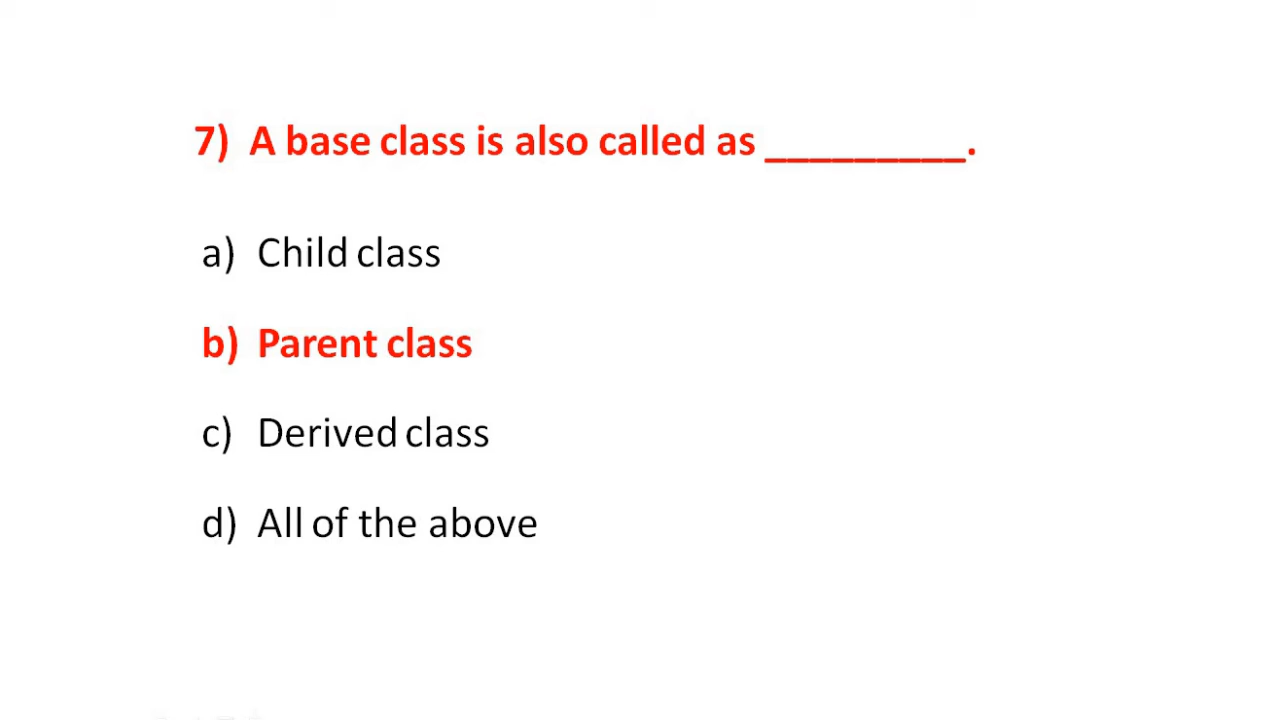 7) A base class is also called as _________.
a) Child class
b) Parent class
c) Derived class
d) All of the above